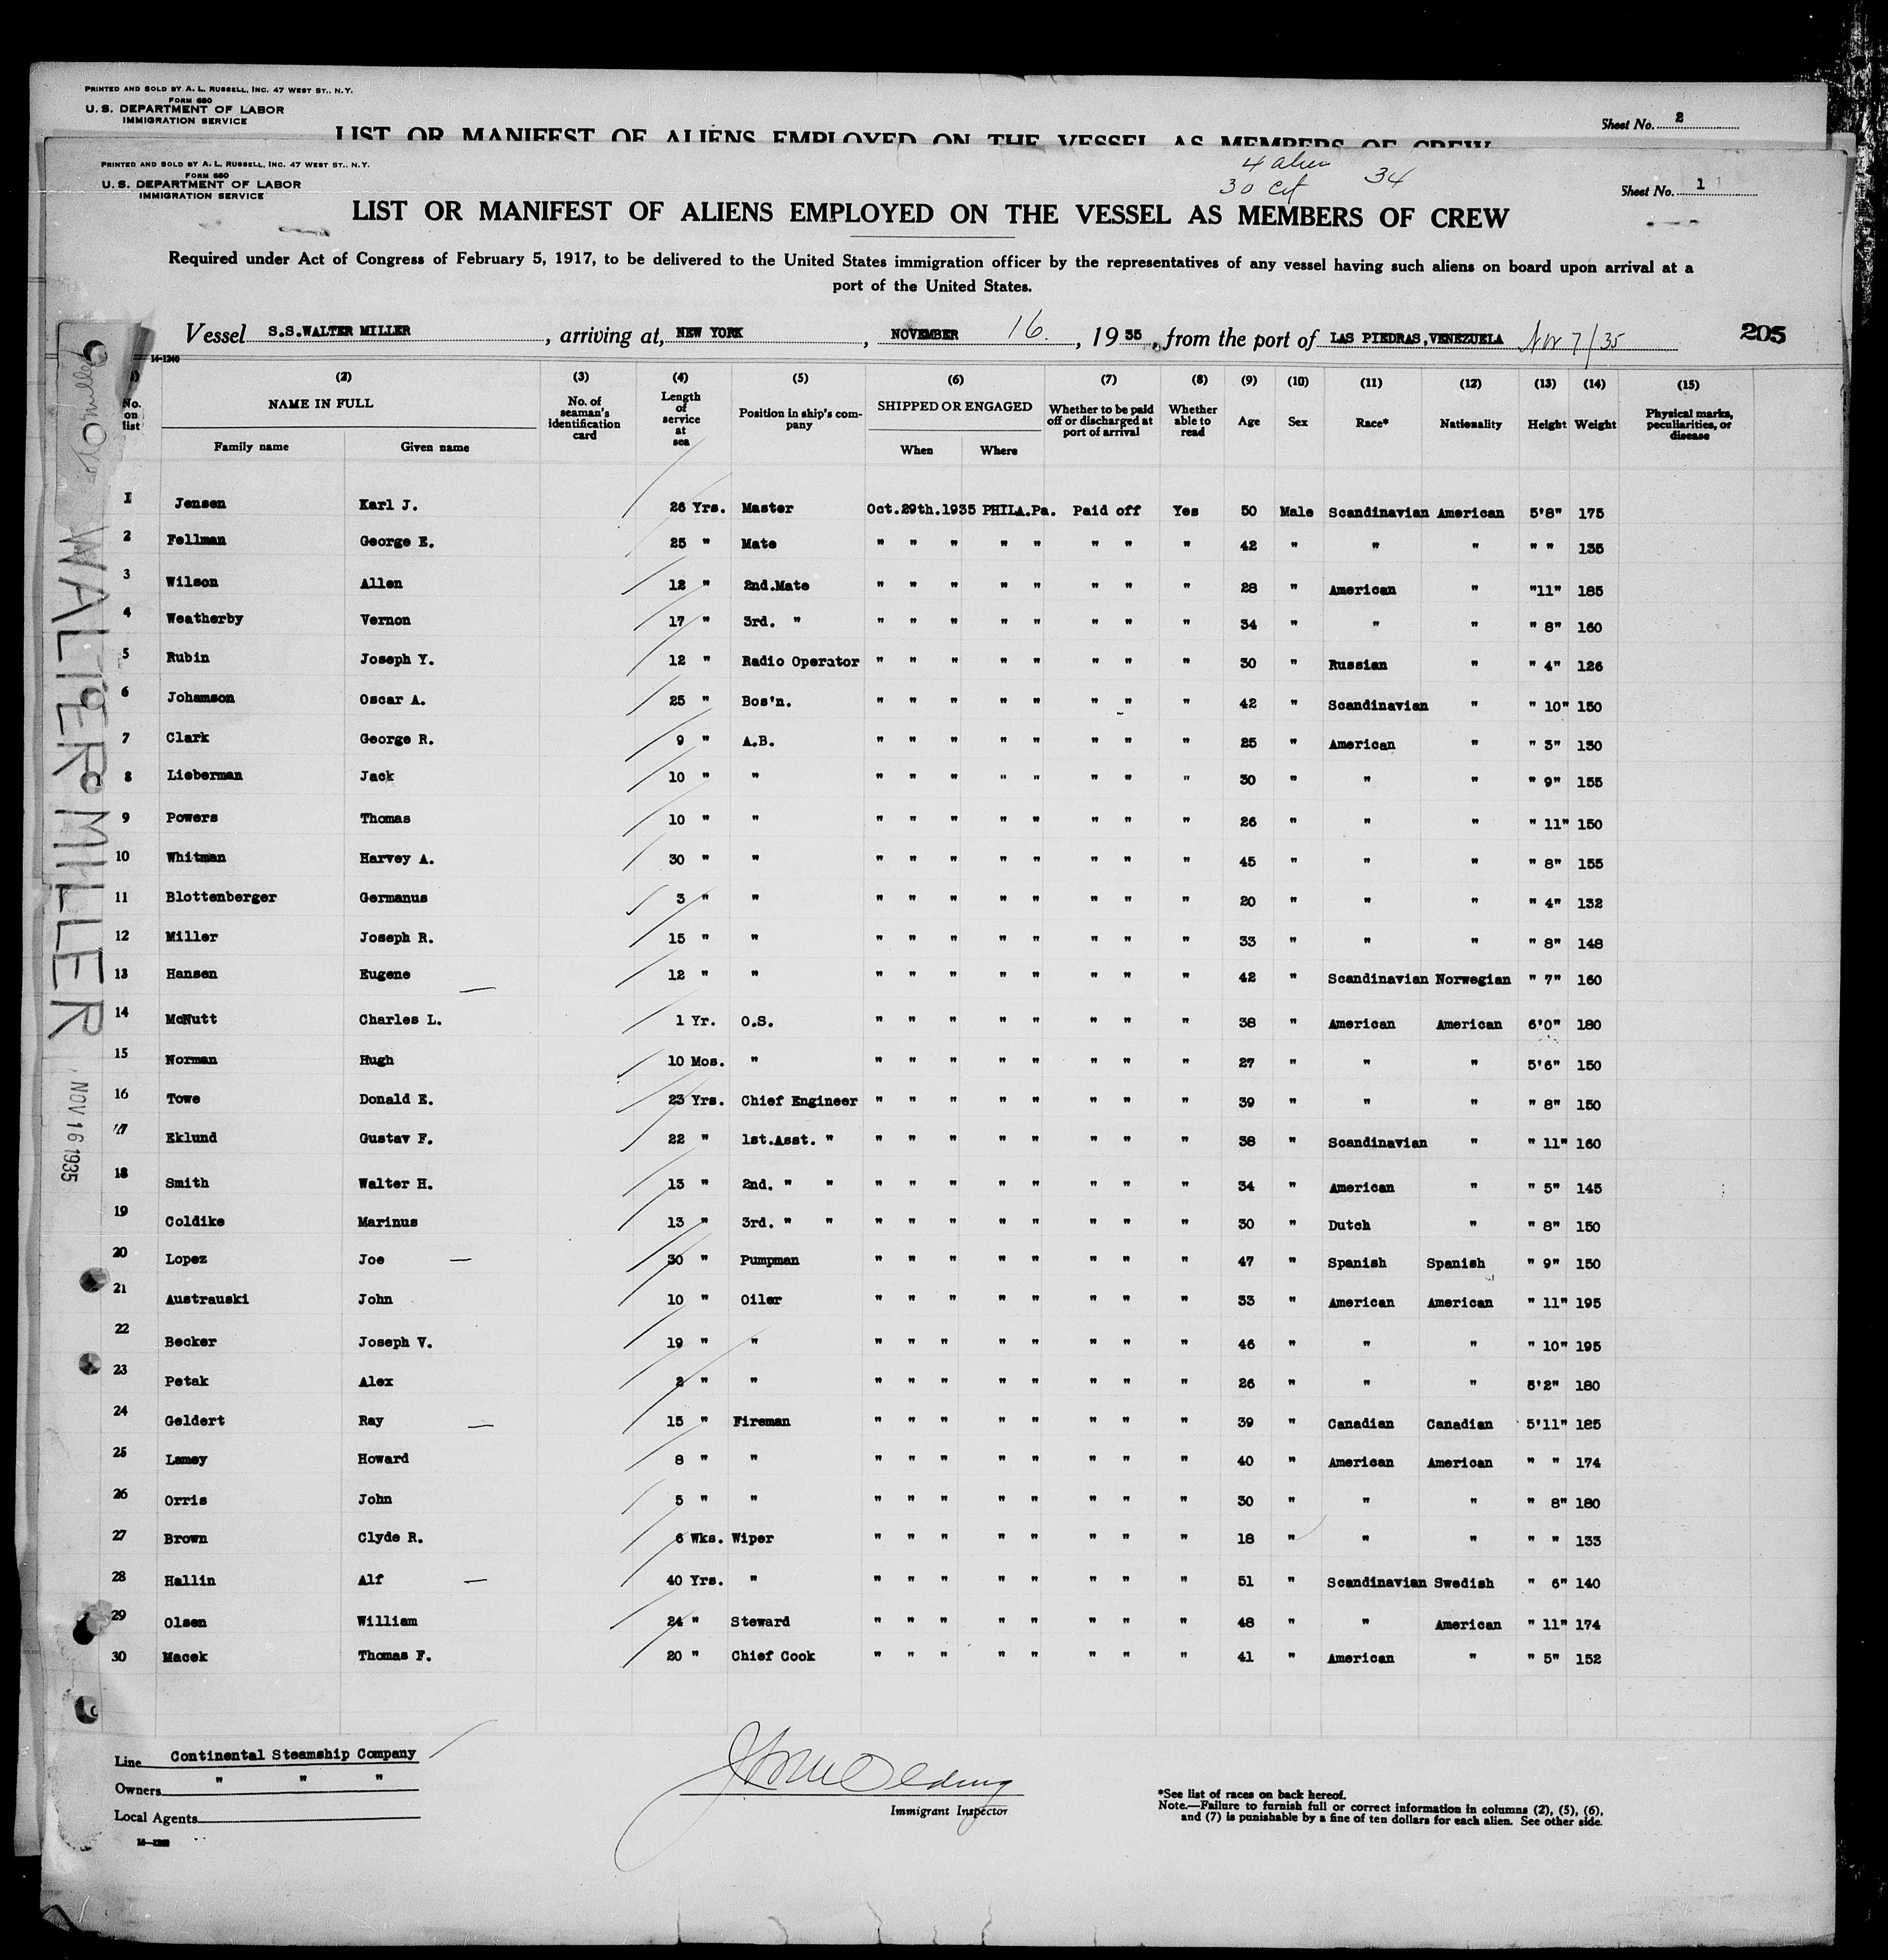 PRINTED AND SOLD BY A. L. RUSSELL, INC. 47 WEST ST., N.Y.
FORM 680
U. S. DEPARTMENT OF LABOR
IMMIGRATION SERVICE
Sheet No. 2
LIST OR MANIFEST OF ALIENS EMPLOYED ON THE VESSEL AS MEMBERS OF CREW
PRINTED AND SOLD BY A. L. RUSSELL, INC. 47 WEST ST., N.Y.
FORM 680
U. S. DEPARTMENT OF LABOR
IMMIGRATION SERVICE
4 alien
30 cit 34
Sheet No. 1
LIST OR MANIFEST OF ALIENS EMPLOYED ON THE VESSEL AS MEMBERS OF CREW
Required under Act of Congress of February 5, 1917, to be delivered to the United States immigration officer by the representatives of any vessel having such aliens on board upon arrival at a
port of the United States.
Vessel S.S.WALTER MILLER, arriving at, NEW YORK, NOVEMBER 16., 1935, from the port of LAS PIEDRAS,VENEZUELA Nov 7/35 205
14-1240
(2) (3) (4) (5) (6) (7) (8) (9) (10) (11) (12) (13) (14) (15)
No. on list
NAME IN FULL
Family name Given name
No. of seaman's identification card
Length of service at sea
Position in ship's company
SHIPPED OR ENGAGED
When Where
Whether to be paid off or discharged at port of arrival
Whether able to read
Age Sex Race* Nationality Height Weight
Physical marks, peculiarities, or disease
1 Jensen Karl J. 26 Yrs. Master Oct.29th.1935 PHILA.Pa. Paid off Yes 50 Male Scandinavian American 5'8" 175
2 Fellman George E. 25 " Mate " " " " " " " " 42 " " " " " 135
3 Wilson Allen 12 " 2nd.Mate " " " " " " " " 28 " American " "11" 185
4 Weatherby Vernon 17 " 3rd. " " " " " " " " " 34 " " " " 8" 160
5 Rubin Joseph Y. 12 " Radio Operator " " " " " " " " 30 " Russian " " 4" 126
6 Johamson Oscar A. 25 " Bos'n. " " " " " " " " 42 " Scandinavian " " 10" 150
7 Clark George R. 9 " A.B. " " " " " " " " 25 " American " " 3" 130
8 Lieberman Jack 10 " " " " " " " " " " 30 " " " " 9" 155
9 Powers Thomas 10 " " " " " " " " " " 26 " " " " 11" 150
10 Whitman Harvey A. 30 " " " " " " " " " " 45 " " " " 8" 155
11 Blottenberger Germanus 3 " " " " " " " " " " 20 " " " " 4" 132
12 Miller Joseph R. 15 " " " " " " " " " " 33 " " " " 8" 148
13 Hansen Eugene 12 " " " " " " " " " " 42 " Scandinavian Norwegian " 7" 160
14 McNutt Charles L. 1 Yr. O.S. " " " " " " " " 38 " American American 6'0" 180
15 Norman Hugh 10 Mos. " " " " " " " " " 27 " " " 5'6" 150
16 Towe Donald E. 23 Yrs. Chief Engineer " " " " " " " " 39 " " " " 8" 150
17 Eklund Gustav F. 22 " 1st.Asst. " " " " " " " " " 38 " Scandinavian " " 11" 160
18 Smith Walter H. 13 " 2nd. " " " " " " " " " " 34 " American " " 5" 145
19 Coldike Marinus 13 " 3rd. " " " " " " " " " " 30 " Dutch " " 8" 150
20 Lopez Joe 30 " Pumpman " " " " " " " " 47 " Spanish Spanish " 9" 150
21 Austrauski John 10 " Oiler " " " " " " " " 33 " American American " 11" 195
22 Becker Joseph V. 19 " " " " " " " " " " 46 " " " " 10" 195
23 Petak Alex 2 " " " " " " " " " " 26 " " " 5'2" 180
24 Geldert Ray 15 " Fireman " " " " " " " " 39 " Canadian Canadian 5'11" 185
25 Lamey Howard 8 " " " " " " " " " " 40 " American American " " 174
26 Orris John 5 " " " " " " " " " " 30 " " " " 8" 180
27 Brown Clyde R. 6 Wks. Wiper " " " " " " " " 18 " " " " " 133
28 Hallin Alf 40 Yrs. " " " " " " " " " 51 " Scandinavian Swedish " 6" 140
29 Olsen William 24 " Steward " " " " " " " " 48 " " American " 11" 174
30 Macek Thomas F. 20 " Chief Cook " " " " " " " " 41 " American " " 5" 152
WALTER MILLER
NOV 16 1935
Line Continental Steamship Company
Owners " " "
Local Agents
Immigrant Inspector
*See list of races on back hereof.
Note.—Failure to furnish full or correct information in columns (2), (5), (6),
and (7) is punishable by a fine of ten dollars for each alien. See other side.